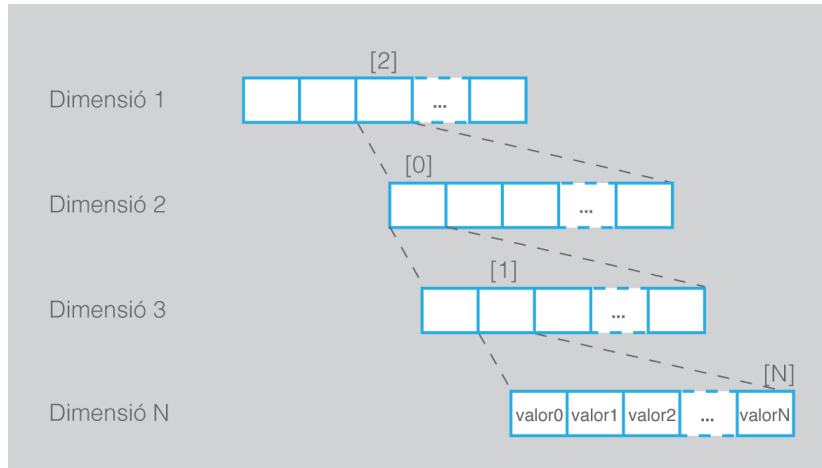 [2]
Dimensió 1
...
[0]
Dimensió 2
...
[1]
Dimensió 3
...
[N]
Dimensió N
valor0 valor1 valor2 ... valorN